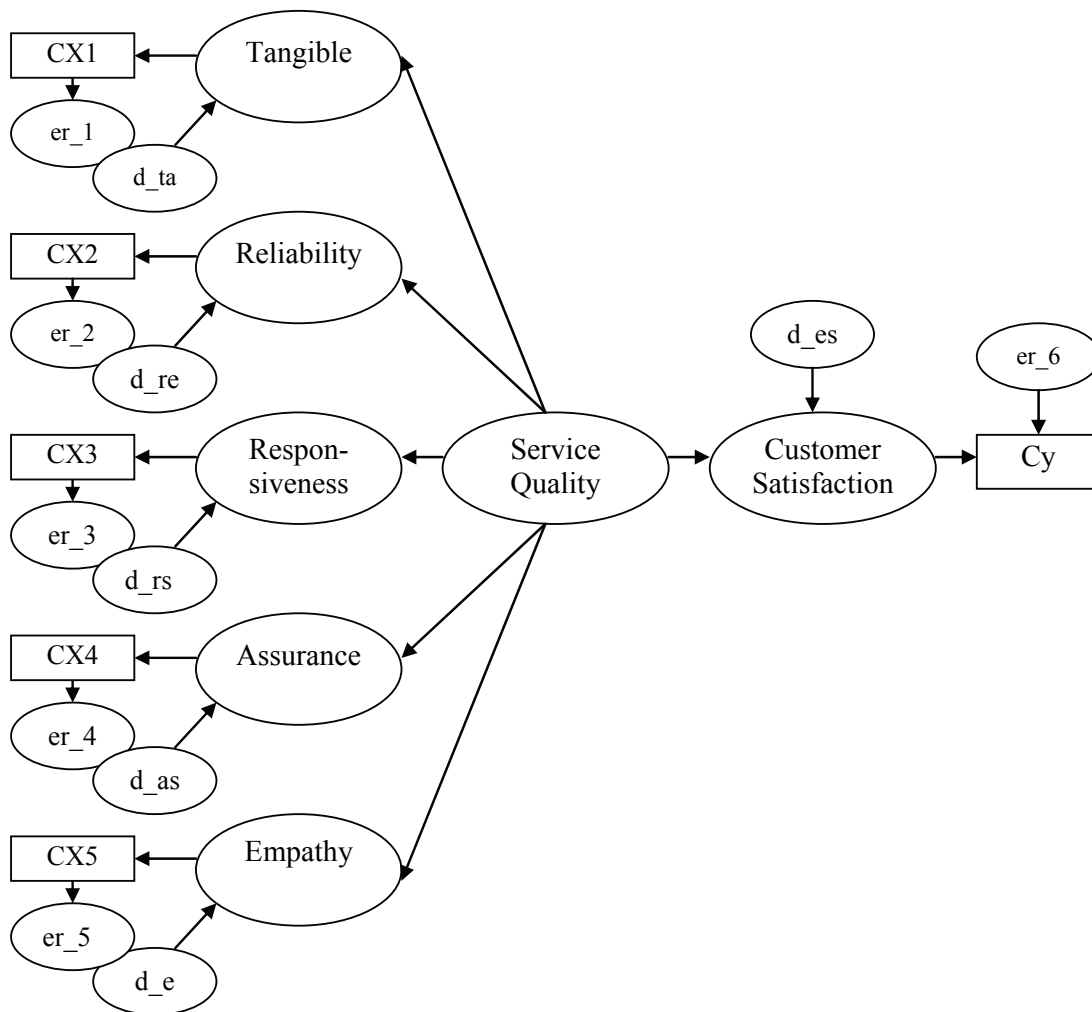 CX1
Tangible
er_1
d_ta
CX2
Reliability
er_2
d_re
d_es
er_6
CX3
Respon-
siveness
er_3
d_rs
Service
Quality
Customer
Satisfaction
Cy
CX4
Assurance
er_4
d_as
CX5
Empathy
er_5
d_e